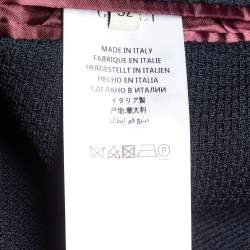 MADE IN ITALY
FABRIQUE EN ITALIE
HERGESTELLT IN ITALIEN
HECHO EN ITALIA
СДЕЛАНО В ИТАЛИИ
イタリア製
产地意大利
صنع في إيطاليا